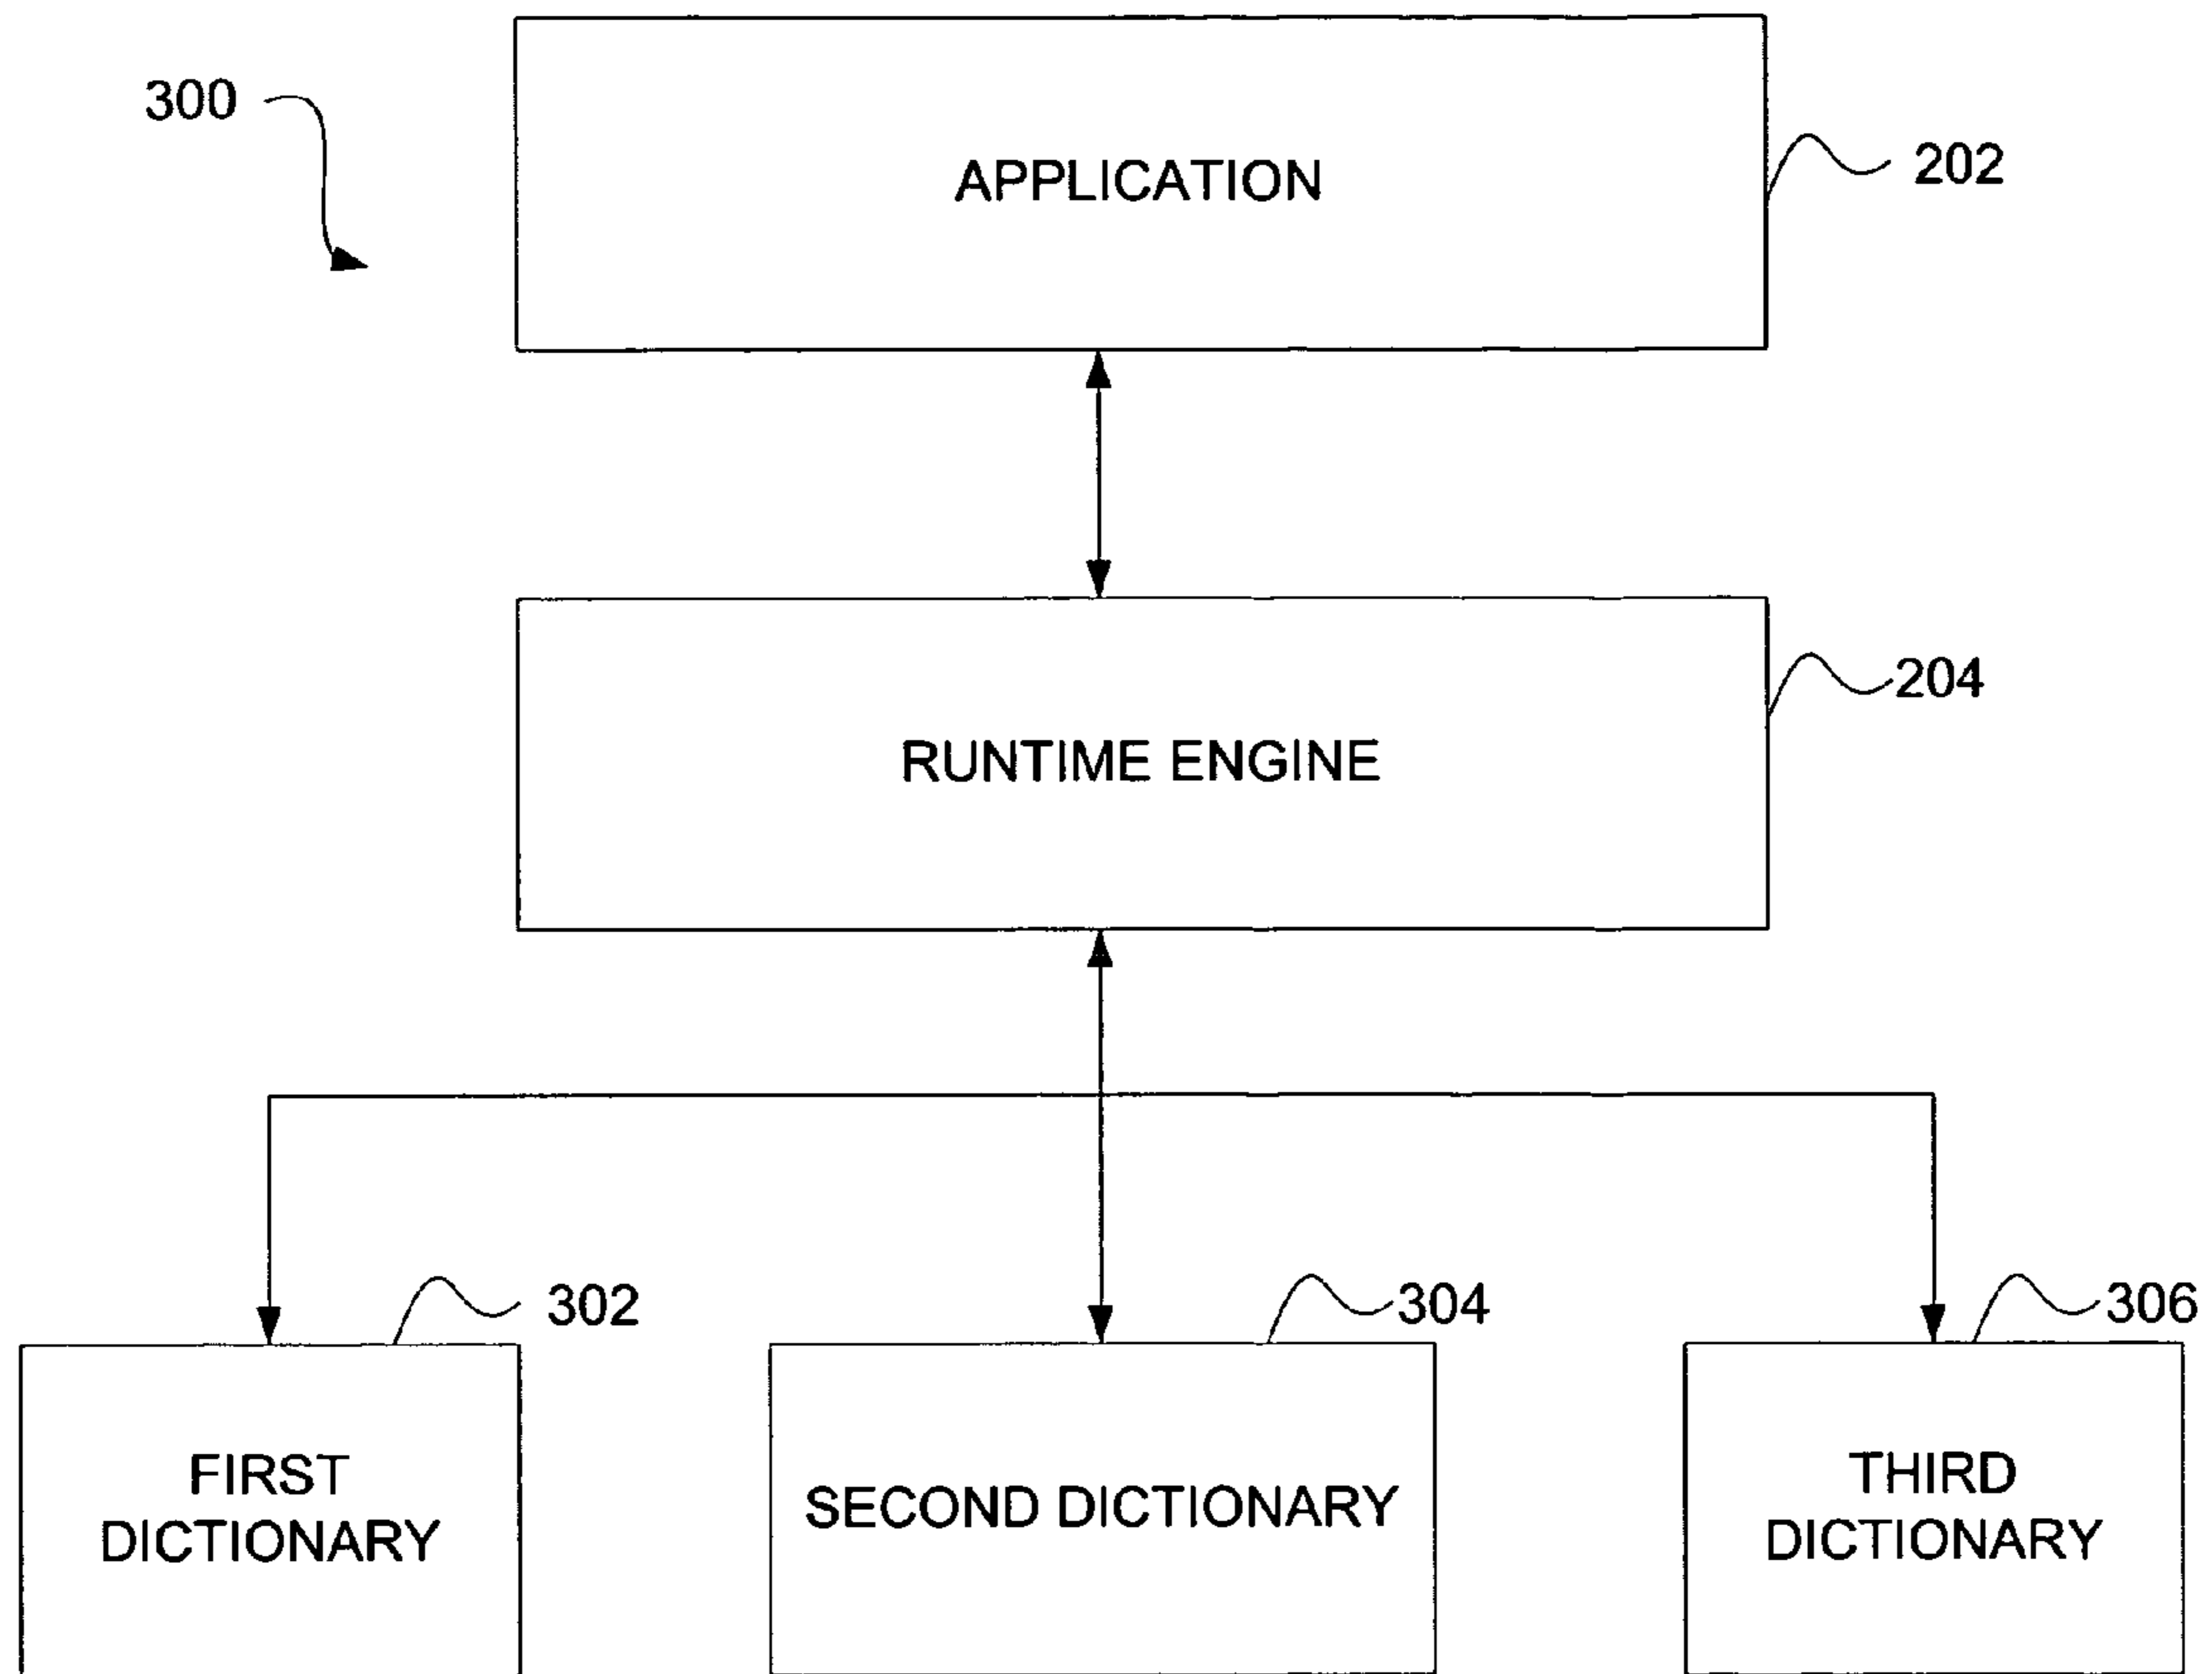 300
APPLICATION
202
RUNTIME ENGINE
204
302
304
306
FIRST
DICTIONARY
SECOND DICTIONARY
THIRD
DICTIONARY